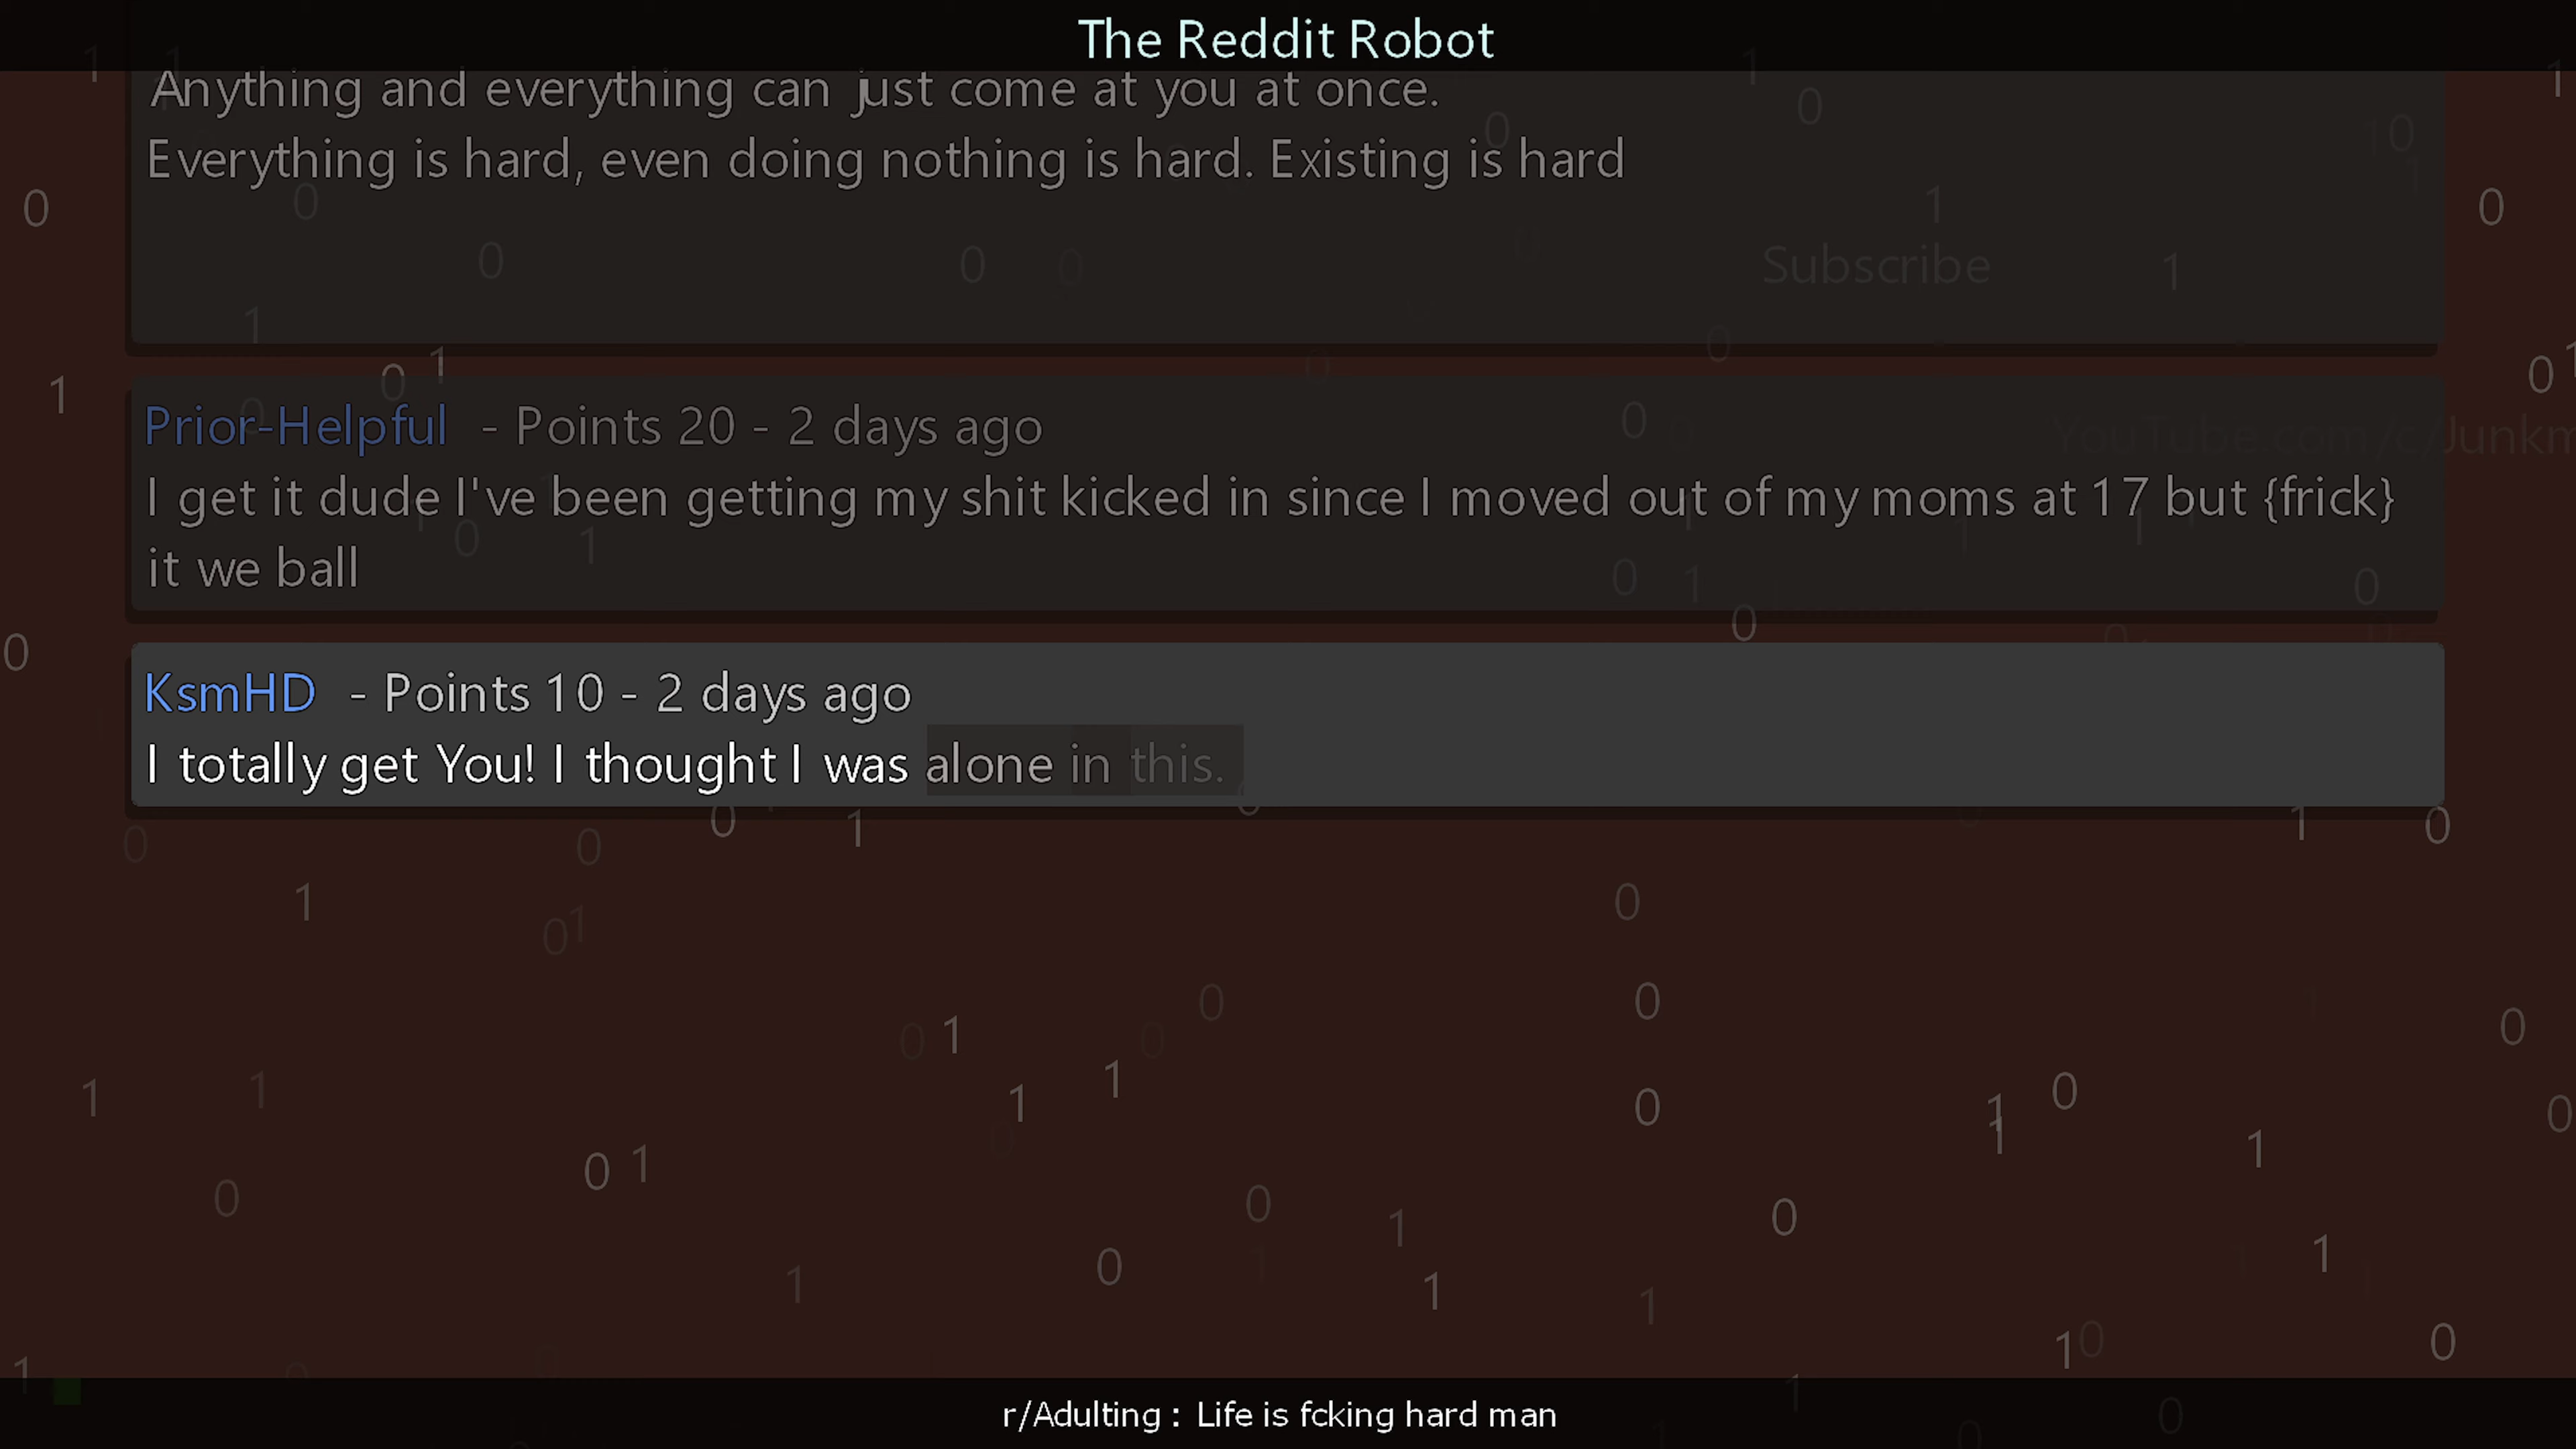 The Reddit Robot
Anything and everything can just come at you at once.
Everything is hard, even doing nothing is hard. Existing is hard
Subscribe
Prior-Helpful - Points 20 - 2 days ago
YouTube.com/c/Junkm
I get it dude I've been getting my shit kicked in since I moved out of my moms at 17 but {frick}
it we ball
KsmHD - Points 10 - 2 days ago
I totally get You! I thought I was alone in this.
r/Adulting : Life is fcking hard man